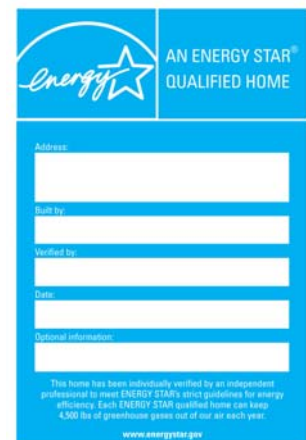 energy
AN ENERGY STAR®
QUALIFIED HOME
Address:
Built by:
Verified by:
Date:
Optional information:
This home has been individually verified by an independent
professional to meet ENERGY STAR's strict guidelines for energy
efficiency. Each ENERGY STAR qualified home can keep
4,500 lbs of greenhouse gases out of our air each year.
www.energystar.gov